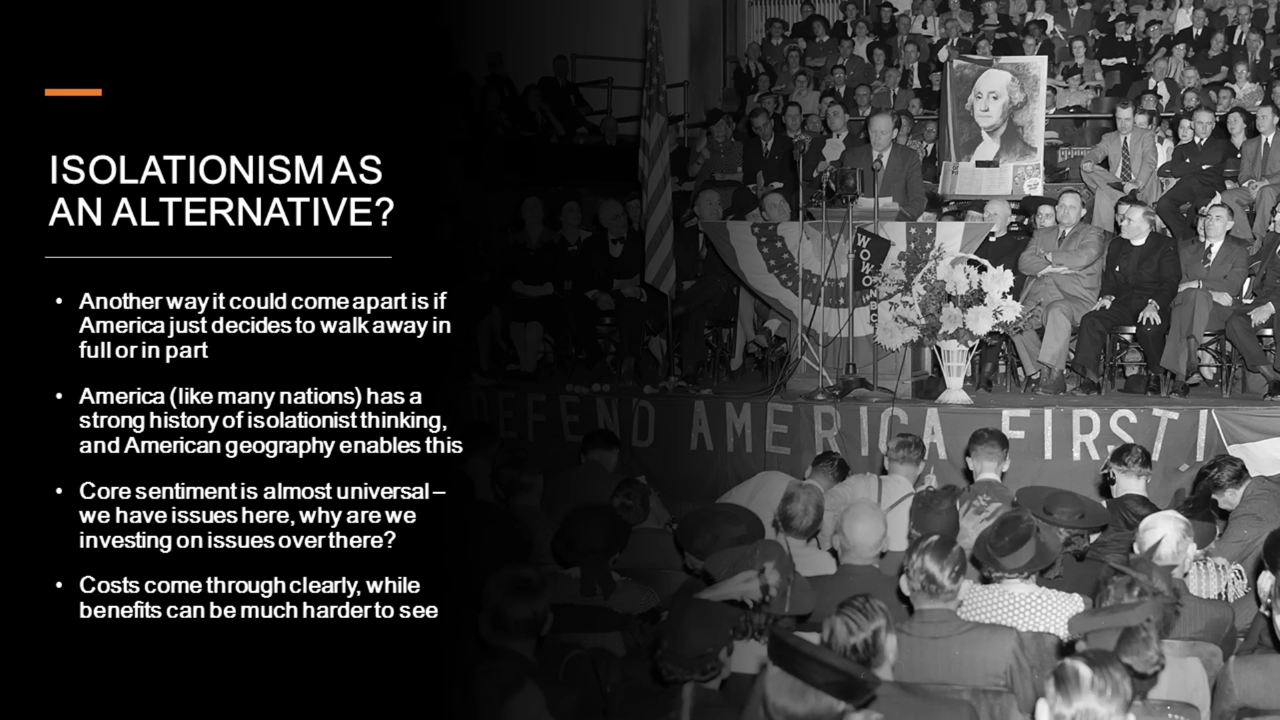 ISOLATIONISM AS
AN ALTERNATIVE?
• Another way it could come apart is if
America just decides to walk away in
full or in part
• America (like many nations) has a
strong history of isolationist thinking,
and American geography enables this
• Core sentiment is almost universal –
we have issues here, why are we
investing on issues over there?
• Costs come through clearly, while
benefits can be much harder to see
WOWO
NBC
DEFEND AMERICA FIRST!